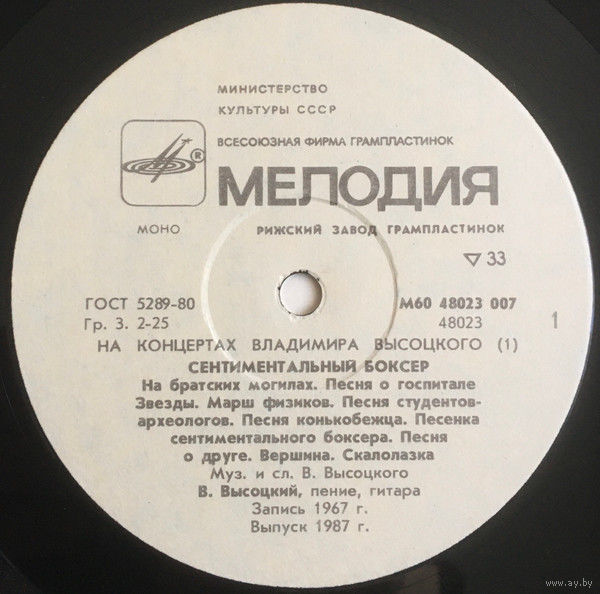 МИНИСТЕРСТВО
КУЛЬТУРЫ СССР
ВСЕСОЮЗНАЯ ФИРМА ГРАМПЛАСТИНОК
®
МЕЛОДИЯ
МОНО
РИЖСКИЙ ЗАВОД ГРАМПЛАСТИНОК
▽ 33
ГОСТ 5289-80
М60 48023 007
Гр. 3. 2-25
48023
1
НА КОНЦЕРТАХ ВЛАДИМИРА ВЫСОЦКОГО (1)
СЕНТИМЕНТАЛЬНЫЙ БОКСЕР
На братских могилах. Песня о госпитале
Звезды. Марш физиков. Песня студентов-
археологов. Песня конькобежца. Песенка
сентиментального боксера. Песня
о друге. Вершина. Скалолазка
Муз. и сл. В. Высоцкого
В. Высоцкий, пение, гитара
Запись 1967 г.
Выпуск 1987 г.
www.ay.by